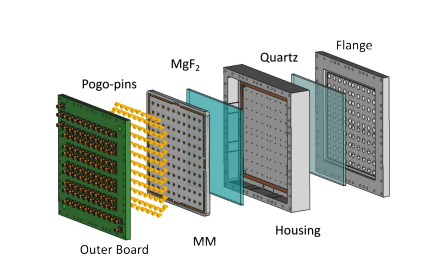 Flange
Quartz
MgF₂
Pogo-pins
Housing
MM
Outer Board